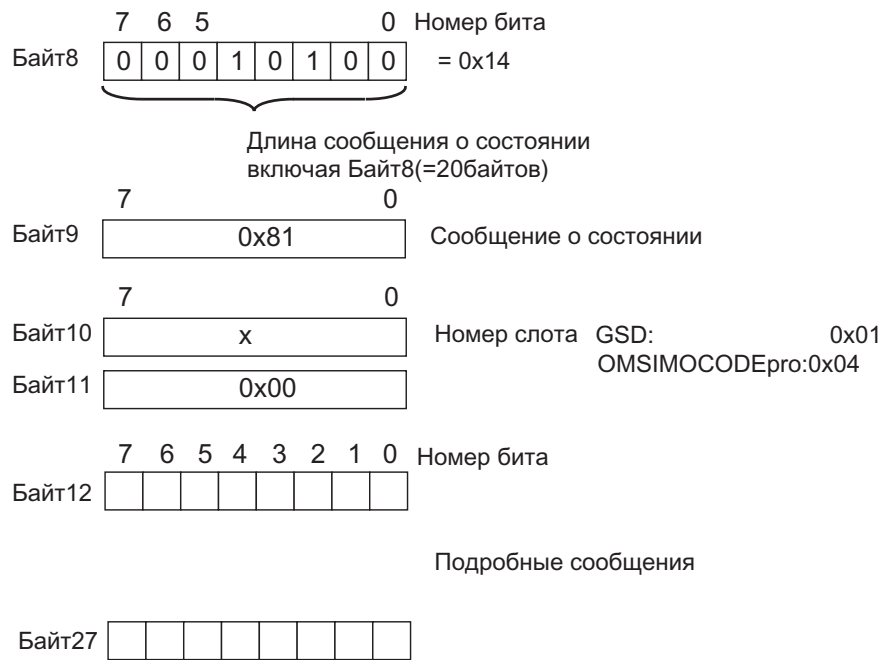 7 6 5 0 Номер бита
Байт8 0 0 0 1 0 1 0 0 = 0x14
Длина сообщения о состоянии
включая Байт8(=20байтов)
7 0
Байт9 0x81 Сообщение о состоянии
7 0
Байт10 x Номер слота GSD: 0x01
OMSIMOCODEpro:0x04
Байт11 0x00
7 6 5 4 3 2 1 0 Номер бита
Байт12
Подробные сообщения
Байт27